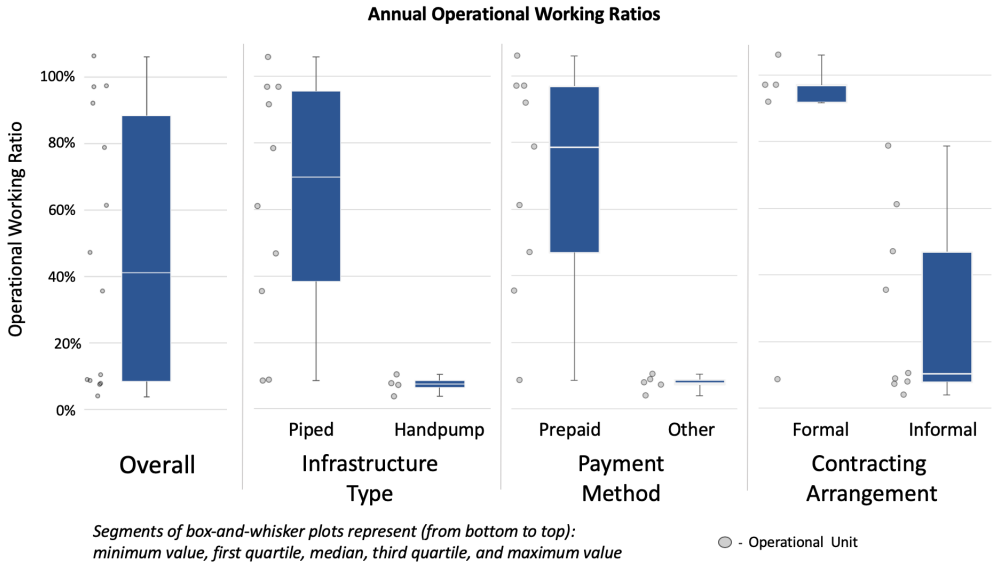 Annual Operational Working Ratios
Operational Working Ratio
100%
80%
60%
40%
20%
0%
Piped
Handpump
Prepaid
Other
Formal
Informal
Overall
Infrastructure
Type
Payment
Method
Contracting
Arrangement
Segments of box-and-whisker plots represent (from bottom to top):
minimum value, first quartile, median, third quartile, and maximum value
- Operational Unit